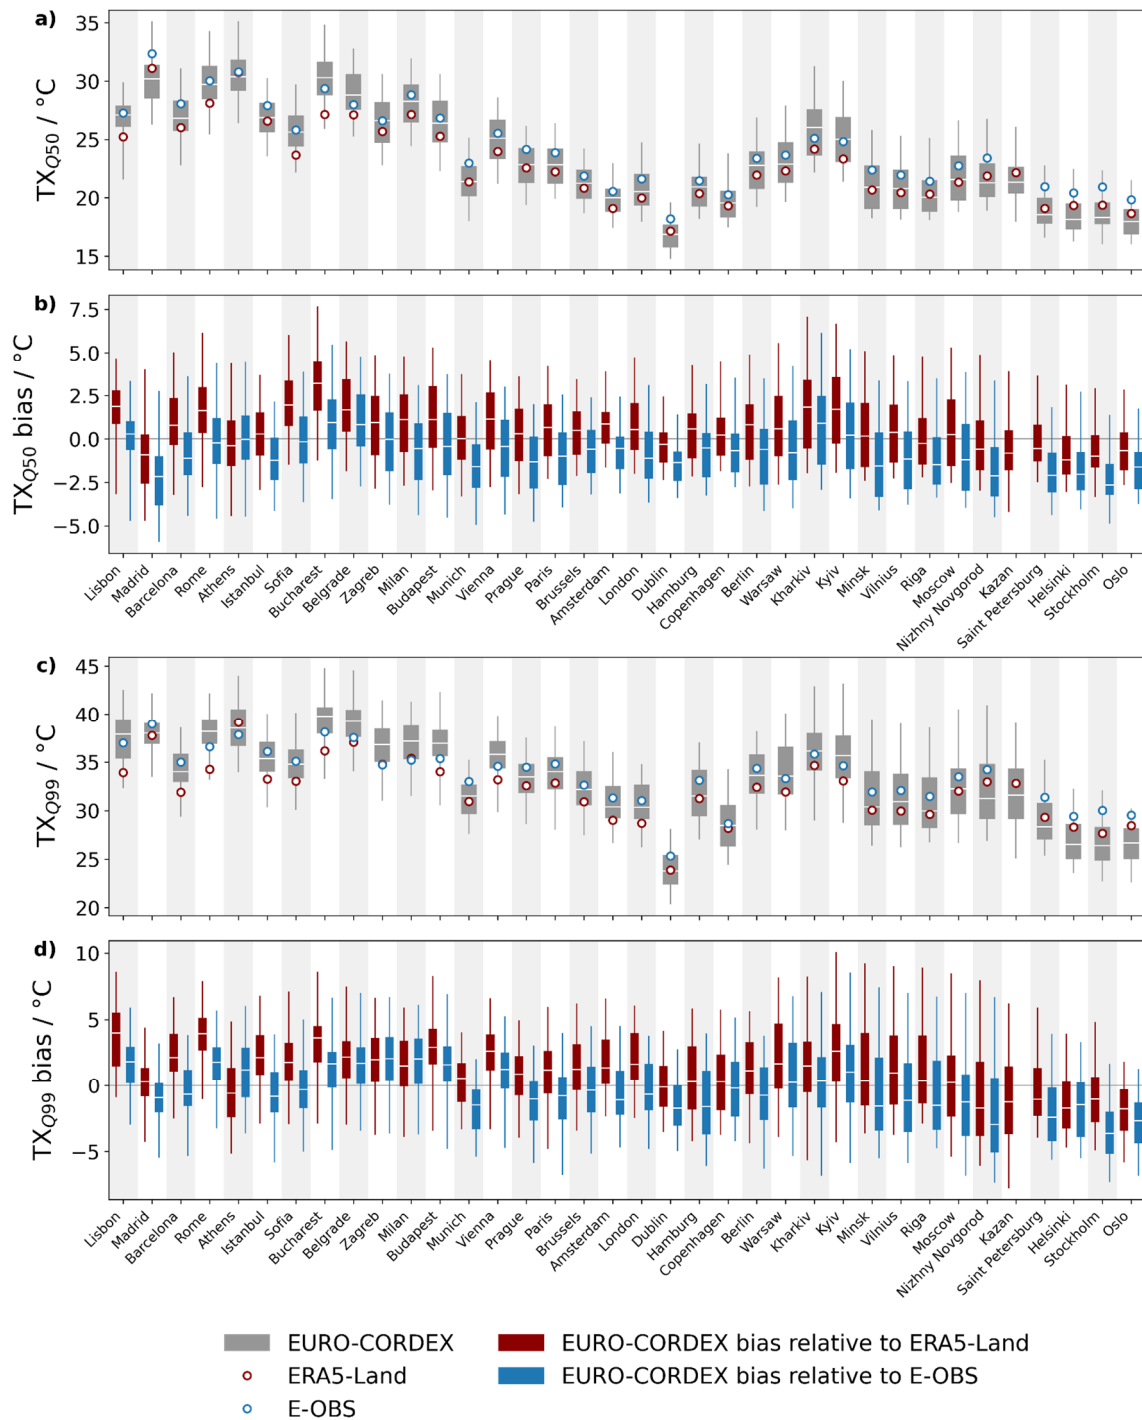 a)
TXQ50 / °C
35
30
25
20
15
b)
TXQ50 bias / °C
7.5
5.0
2.5
0.0
−2.5
−5.0
Lisbon
Madrid
Barcelona
Rome
Athens
Istanbul
Sofia
Bucharest
Belgrade
Zagreb
Milan
Budapest
Munich
Vienna
Prague
Paris
Brussels
Amsterdam
London
Dublin
Hamburg
Copenhagen
Berlin
Warsaw
Kharkiv
Kyiv
Minsk
Vilnius
Riga
Moscow
Nizhny Novgorod
Kazan
Saint Petersburg
Helsinki
Stockholm
Oslo
c)
TXQ99 / °C
45
40
35
30
25
20
d)
TXQ99 bias / °C
10
5
0
−5
Lisbon
Madrid
Barcelona
Rome
Athens
Istanbul
Sofia
Bucharest
Belgrade
Zagreb
Milan
Budapest
Munich
Vienna
Prague
Paris
Brussels
Amsterdam
London
Dublin
Hamburg
Copenhagen
Berlin
Warsaw
Kharkiv
Kyiv
Minsk
Vilnius
Riga
Moscow
Nizhny Novgorod
Kazan
Saint Petersburg
Helsinki
Stockholm
Oslo
EURO-CORDEX
ERA5-Land
E-OBS
EURO-CORDEX bias relative to ERA5-Land
EURO-CORDEX bias relative to E-OBS